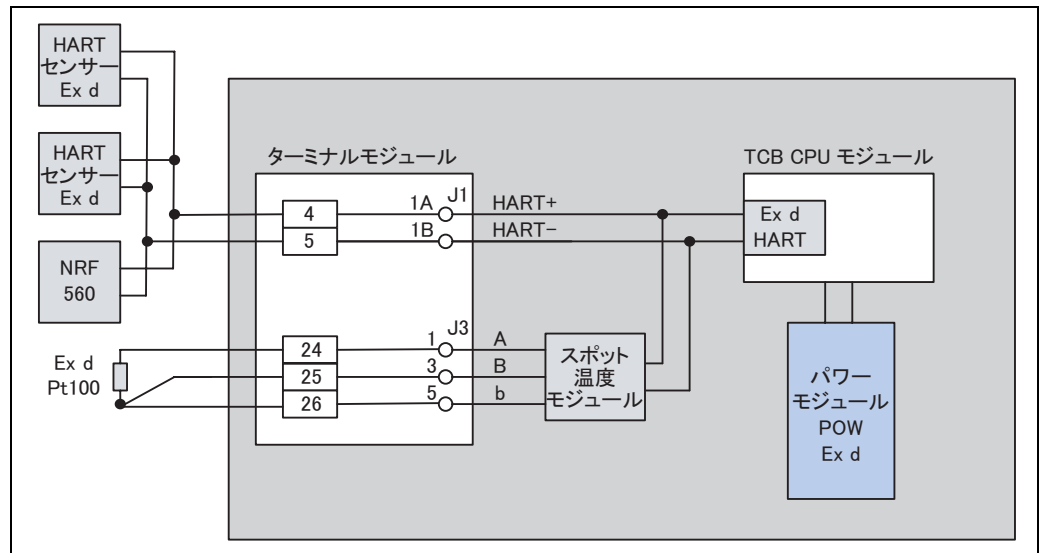 HART
センサー
Ex d
HART
センサー
Ex d
NRF
560
Ex d
Pt100
ターミナルモジュール
4
5
1A
J1
1B
HART+
HART−
24
25
26
1
J3
3
5
A
B
b
スポット
温度
モジュール
TCB CPU モジュール
Ex d
HART
パワー
モジュール
POW
Ex d